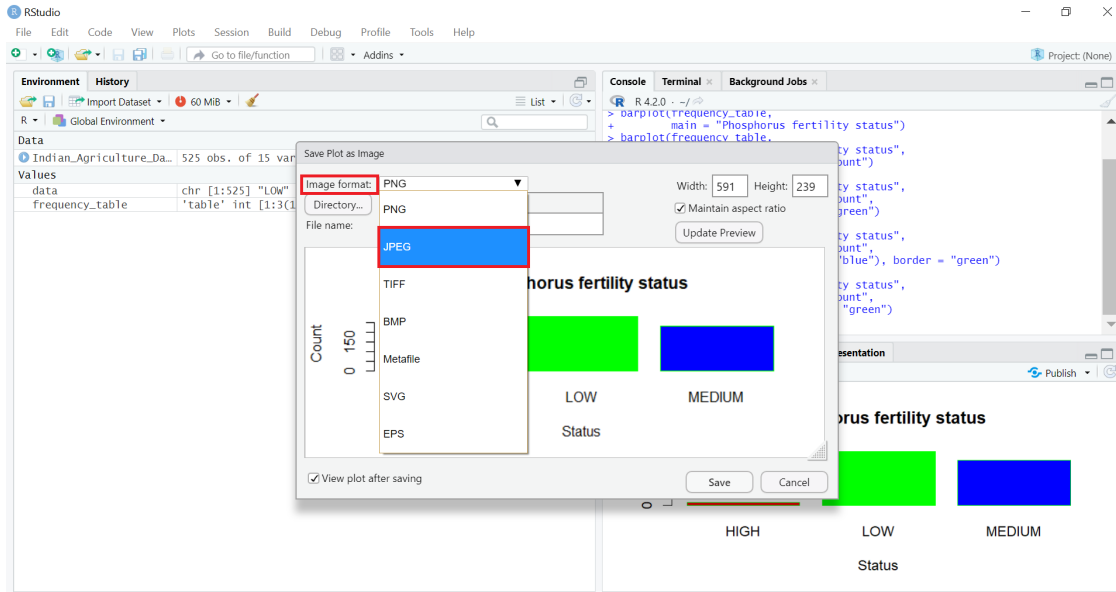 RStudio
File Edit Code View Plots Session Build Debug Profile Tools Help
Go to file/function Addins Project: (None)
Environment History
Import Dataset 60 MiB List
R Global Environment
Data
Indian_Agriculture_Da… 525 obs. of 15 var
Values
data chr [1:525] "LOW"
frequency_table 'table' int [1:3(1
Console Terminal Background Jobs
R 4.2.0 · ~/
> barplot(frequency_table,
+ main = "Phosphorus fertility status")
> barplot(frequency_table,
ty status",
ount")
ty status",
ount",
green")
ty status",
ount",
"blue"), border = "green")
ty status",
ount",
"green")
Save Plot as Image
Image format: PNG
Directory...
File name:
PNG
JPEG
TIFF
BMP
Metafile
SVG
EPS
Width: 591 Height: 239
Maintain aspect ratio
Update Preview
horus fertility status
Count
0 150
LOW MEDIUM
Status
View plot after saving
Save Cancel
esentation
Publish
orus fertility status
0
HIGH LOW MEDIUM
Status